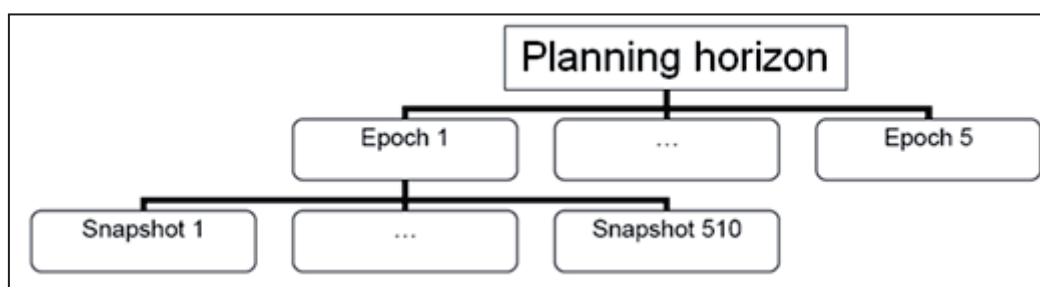 Planning horizon
Epoch 1
...
Epoch 5
Snapshot 1
...
Snapshot 510